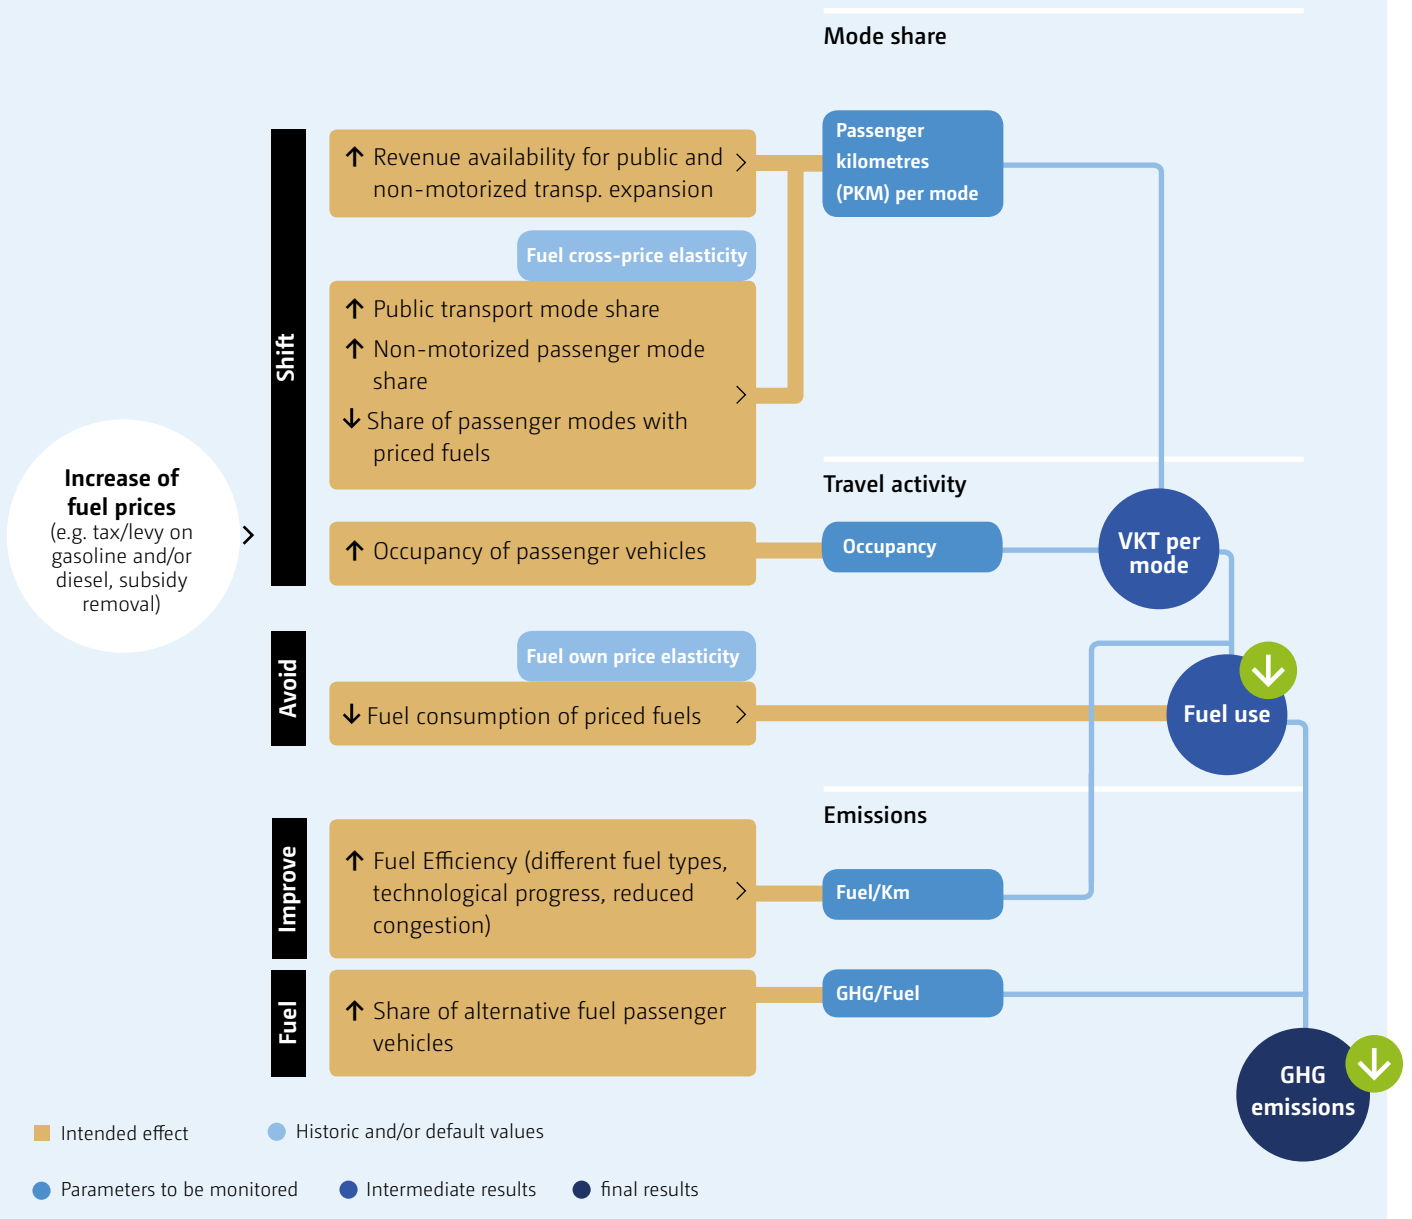 Mode share
Passenger
kilometres
(PKM) per mode
Shift
↑ Revenue availability for public and
non-motorized transp. expansion
Fuel cross-price elasticity
↑ Public transport mode share
↑ Non-motorized passenger mode
share
↓ Share of passenger modes with
priced fuels
Increase of
fuel prices
(e.g. tax/levy on
gasoline and/or
diesel, subsidy
removal)
Travel activity
↑ Occupancy of passenger vehicles
Occupancy
VKT per
mode
Avoid
Fuel own price elasticity
↓ Fuel consumption of priced fuels
Fuel use
Emissions
Improve
↑ Fuel Efficiency (different fuel types,
technological progress, reduced
congestion)
Fuel/Km
Fuel
↑ Share of alternative fuel passenger
vehicles
GHG/Fuel
GHG
emissions
Intended effect
Historic and/or default values
Parameters to be monitored
Intermediate results
final results